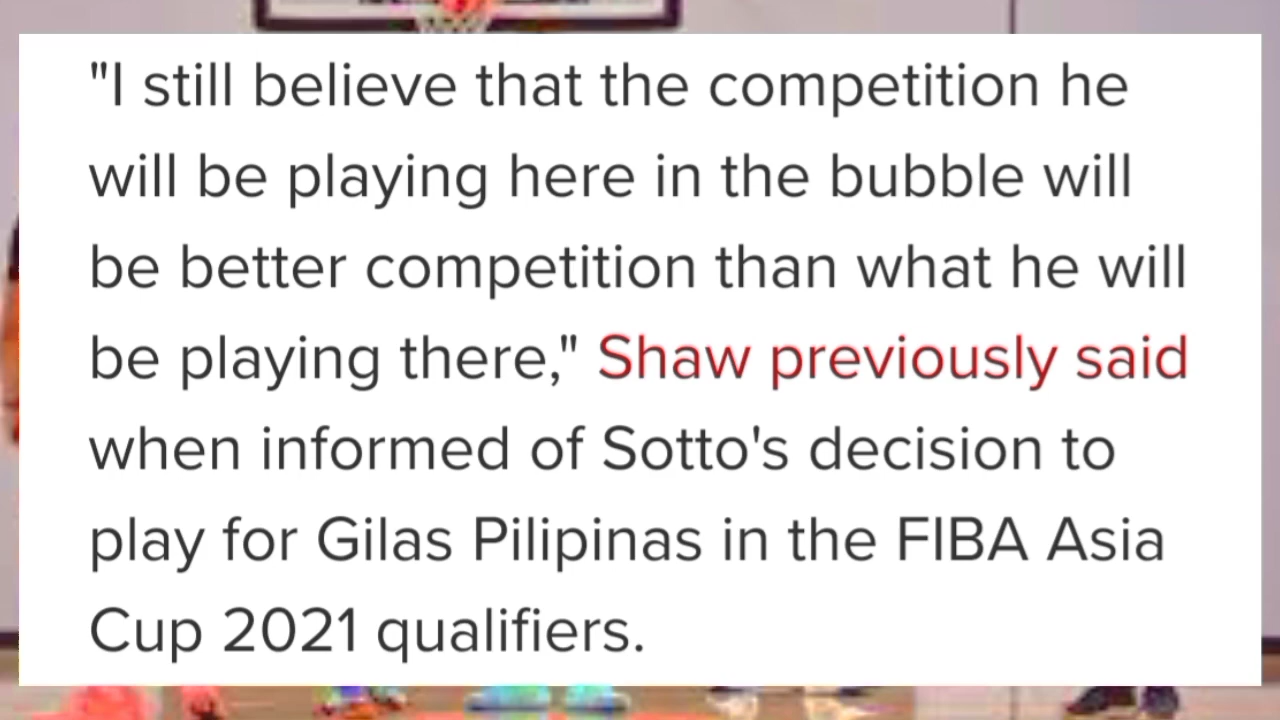 "I still believe that the competition he
will be playing here in the bubble will
be better competition than what he will
be playing there," Shaw previously said
when informed of Sotto's decision to
play for Gilas Pilipinas in the FIBA Asia
Cup 2021 qualifiers.